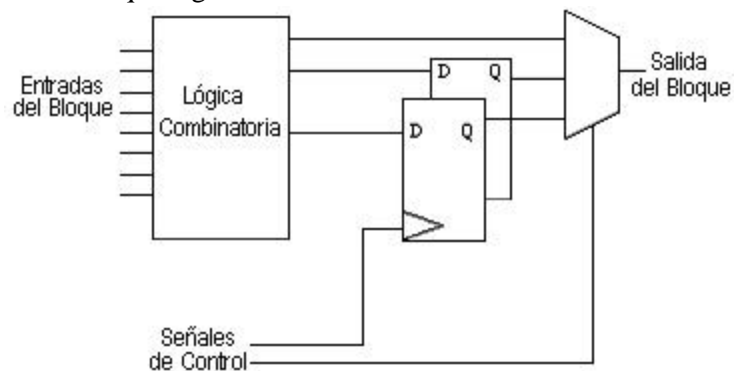 Entradas
del Bloque
Lógica
Combinatoria
D Q
D Q
Salida
del Bloque
Señales
de Control